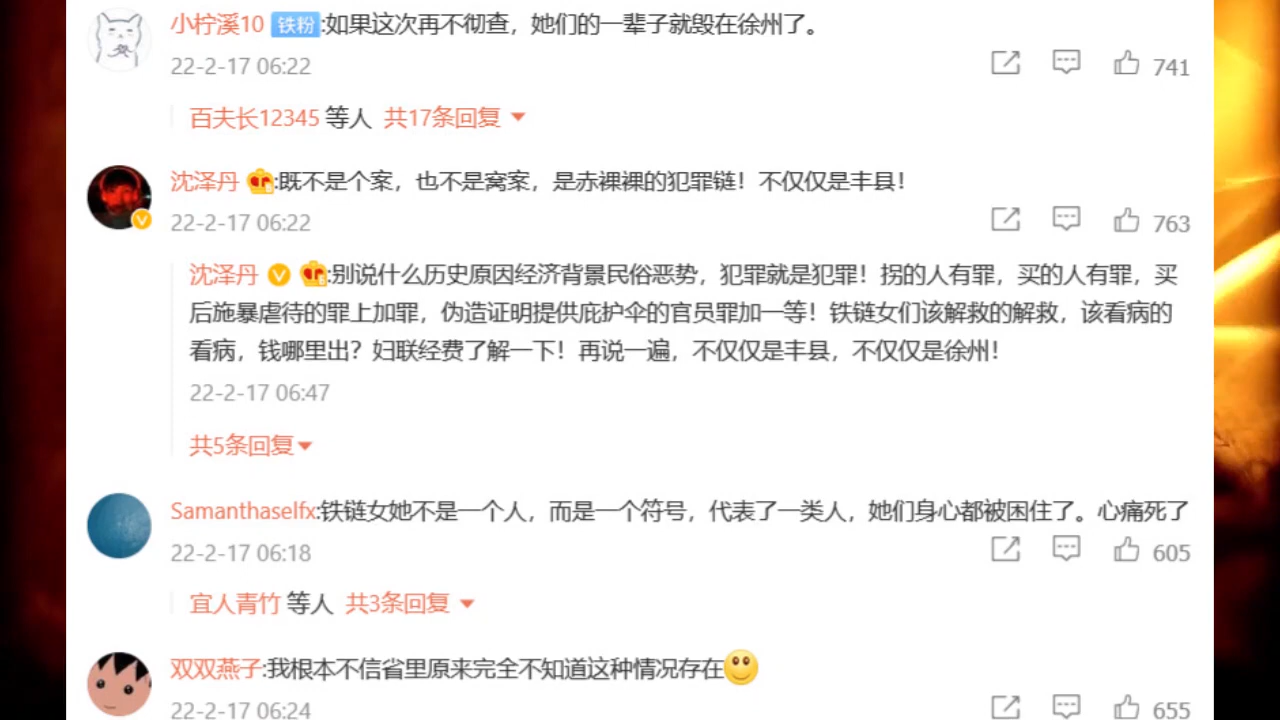 小柠溪10 铁粉:如果这次再不彻查，她们的一辈子就毁在徐州了。
22-2-17 06:22 741
百夫长12345 等人 共17条回复
沈泽丹:既不是个案，也不是窝案，是赤裸裸的犯罪链！不仅仅是丰县！
22-2-17 06:22 763
沈泽丹:别说什么历史原因经济背景民俗恶势，犯罪就是犯罪！拐的人有罪，买的人有罪，买
后施暴虐待的罪上加罪，伪造证明提供庇护伞的官员罪加一等！铁链女们该解救的解救，该看病的
看病，钱哪里出？妇联经费了解一下！再说一遍，不仅仅是丰县，不仅仅是徐州！
22-2-17 06:47
共5条回复
Samanthaselfx:铁链女她不是一个人，而是一个符号，代表了一类人，她们身心都被困住了。心痛死了
22-2-17 06:18 605
宜人青竹 等人 共3条回复
双双燕子:我根本不信省里原来完全不知道这种情况存在
22-2-17 06:24 655